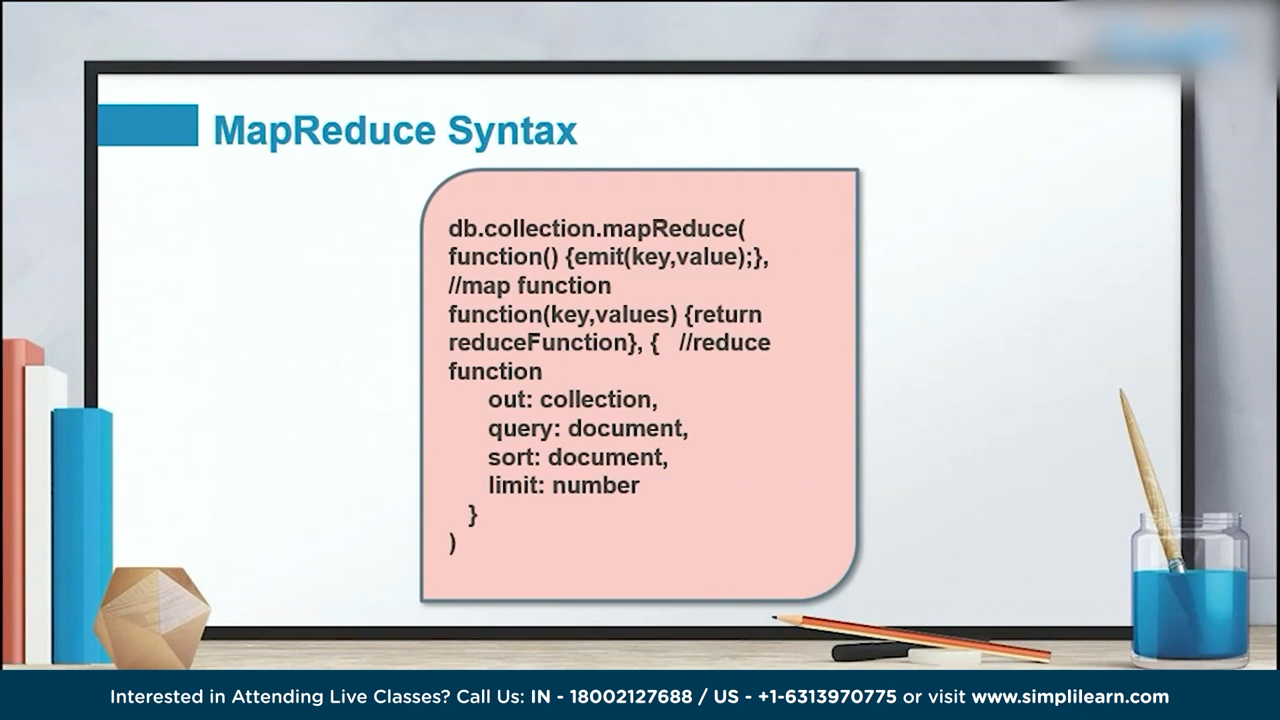 MapReduce Syntax
db.collection.mapReduce(
function() {emit(key,value);},
//map function
function(key,values) {return
reduceFunction}, {   //reduce
function
out: collection,
query: document,
sort: document,
limit: number
}
)
Interested in Attending Live Classes? Call Us: IN - 18002127688 / US - +1-6313970775 or visit www.simplilearn.com